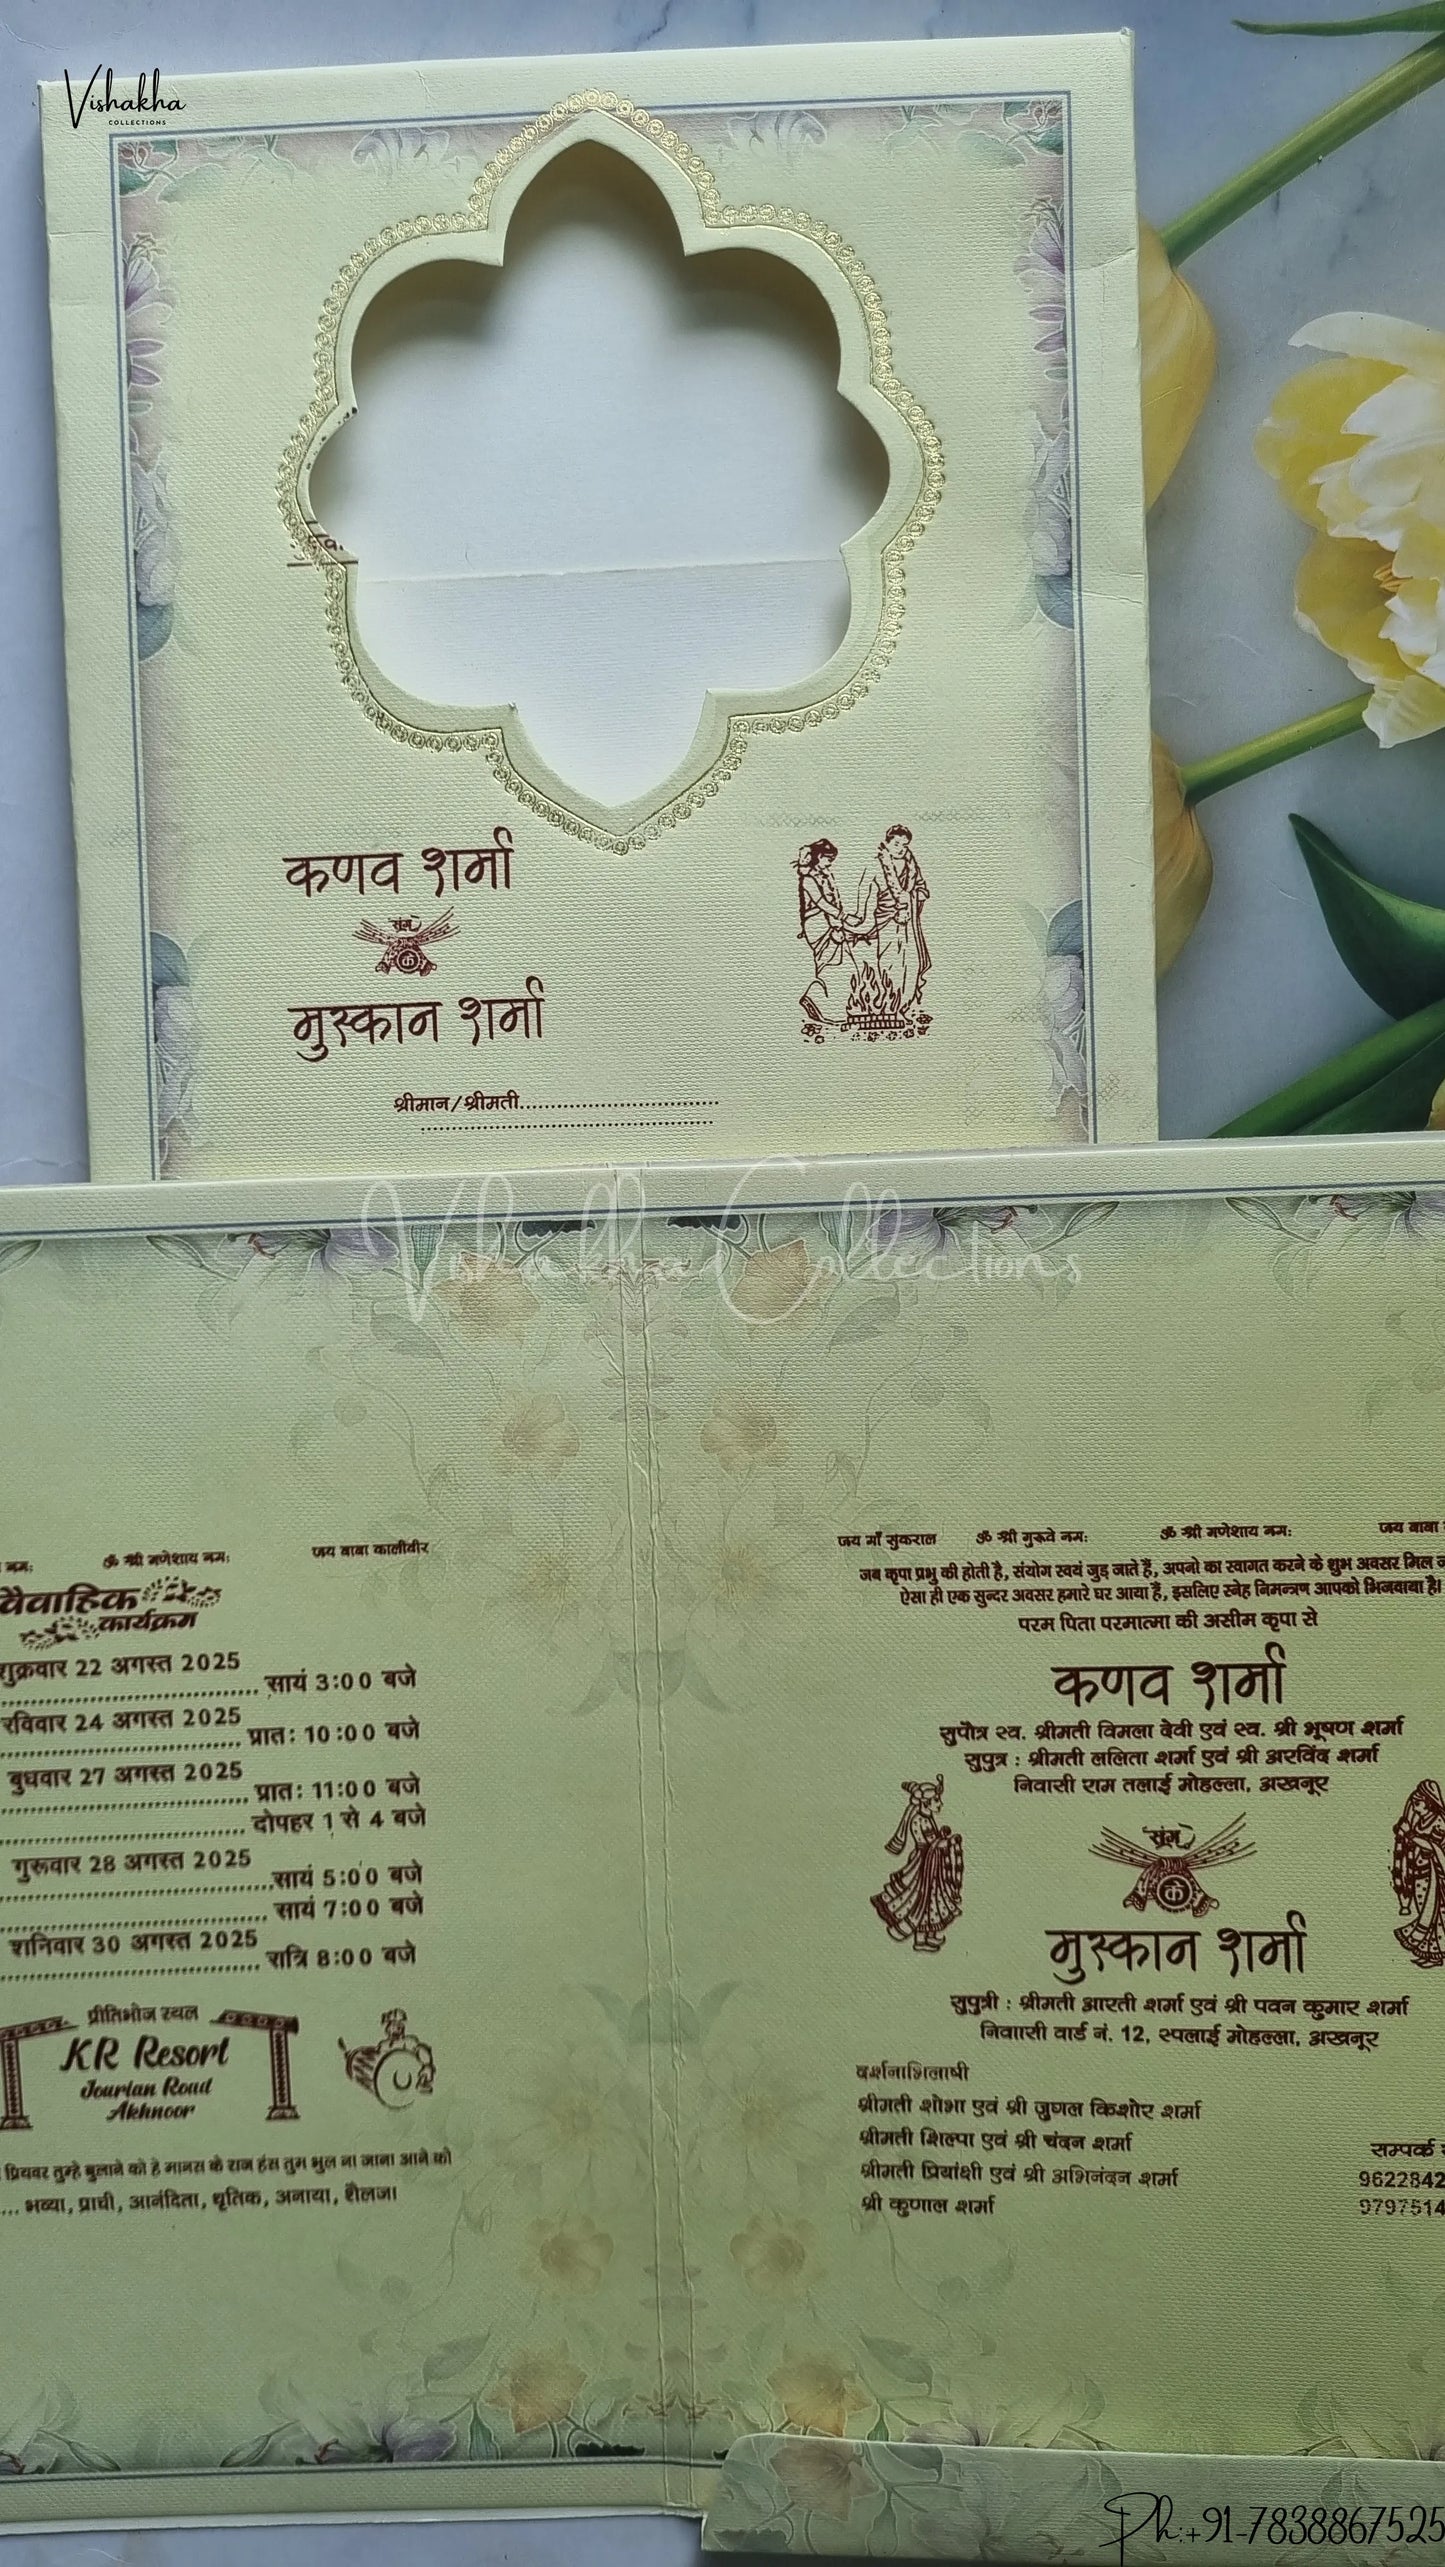 Vishakha
COLLECTIONS
कणव शर्मा
संग
क
मुस्कान शर्मा
श्रीमान/श्रीमती.................................
.................................................
Vishakha Collections
नमः ॐ श्री गणेशाय नमः जय बाबा कालीवीर
वैवाहिक
कार्यक्रम
शुक्रवार 22 अगस्त 2025
सायं 3:00 बजे
रविवार 24 अगस्त 2025
प्रातः 10:00 बजे
बुधवार 27 अगस्त 2025
प्रातः 11:00 बजे
दोपहर 1 से 4 बजे
गुरूवार 28 अगस्त 2025
सायं 5:00 बजे
सायं 7:00 बजे
शनिवार 30 अगस्त 2025
रात्रि 8:00 बजे
प्रीतिभोज स्थल
KR Resort
Jourian Road
Akhnoor
प्रियवर तुम्हे बुलाने को हे मानस के राज हंस तुम भुल ना जाना आने को
... भव्या, प्राची, आनंदिता, धृतिक, अनाया, शैलजा
जय माँ सुकराल ॐ श्री गुरूवे नमः ॐ श्री गणेशाय नमः जय बाबा
जब कृपा प्रभु की होती है, संयोग स्वयं जुड़ जाते हैं, अपनो का स्वागत करने के शुभ अवसर मिल
ऐसा ही एक सुन्दर अवसर हमारे घर आया हैं, इसलिए स्नेह निमन्त्रण आपको भिजवाया है।
परम पिता परमात्मा की असीम कृपा से
कणव शर्मा
सुपौत्र स्व. श्रीमती विमला देवी एवं स्व. श्री भूषण शर्मा
सुपुत्र : श्रीमती ललिता शर्मा एवं श्री अरविंद शर्मा
निवासी राम तलाई मोहल्ला, अखनूर
संग
क
मुस्कान शर्मा
सुपुत्री : श्रीमती आरती शर्मा एवं श्री पवन कुमार शर्मा
निवाासी वार्ड नं. 12, स्पलाई मोहल्ला, अखनूर
दर्शनाभिलाषी
श्रीमती शोभा एवं श्री जुगल किशोर शर्मा
श्रीमती शिल्पा एवं श्री चंदन शर्मा
श्रीमती प्रियांशी एवं श्री अभिनंदन शर्मा
श्री कुणाल शर्मा
सम्पर्क
9622842
9797514
Ph:+91-7838867525